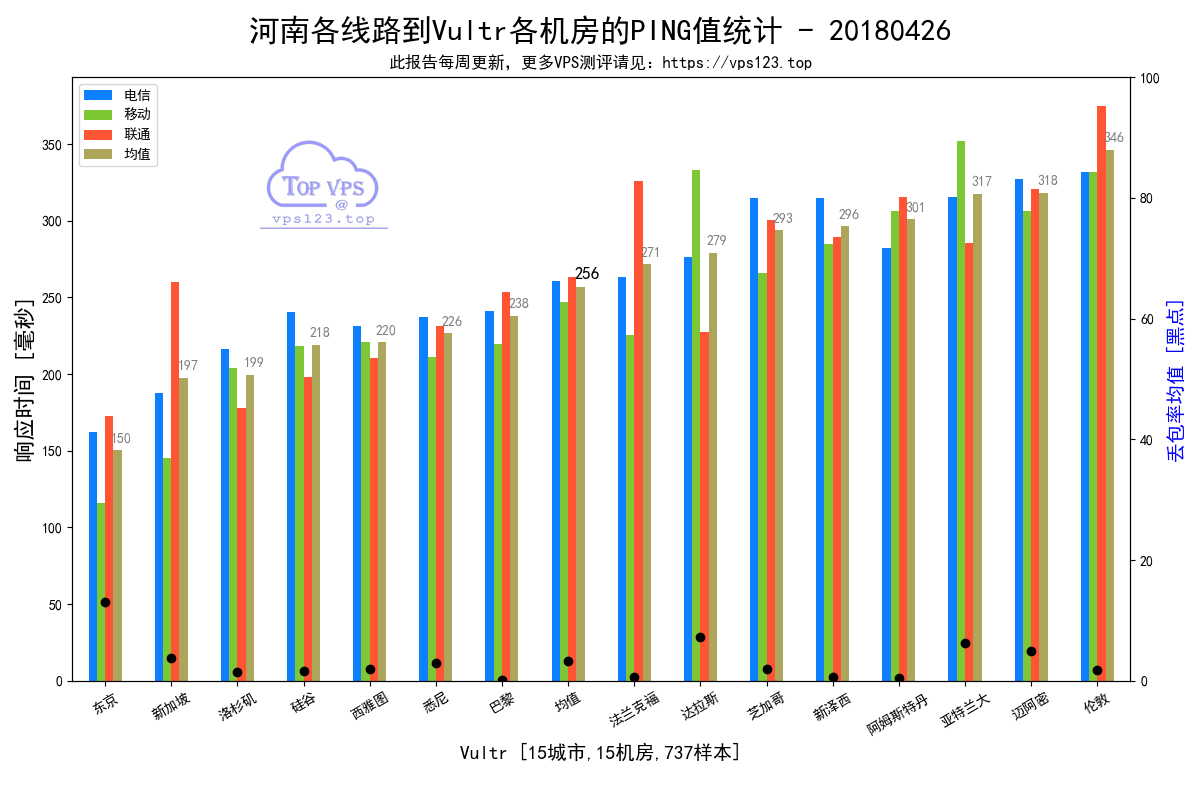 河南各线路到Vultr各机房的PING值统计 - 20180426
此报告每周更新，更多VPS测评请见：https://vps123.top
电信
移动
联通
均值
TOP VPS
@
vps123.top
响应时间 [毫秒]
350
300
250
200
150
100
50
0
150
197
199
218
220
226
238
256
271
279
293
296
301
317
318
346
100
80
60
40
20
0
丢包率均值 [黑点]
东京
新加坡
洛杉矶
硅谷
西雅图
悉尼
巴黎
均值
法兰克福
达拉斯
芝加哥
新泽西
阿姆斯特丹
亚特兰大
迈阿密
伦敦
Vultr [15城市,15机房,737样本]